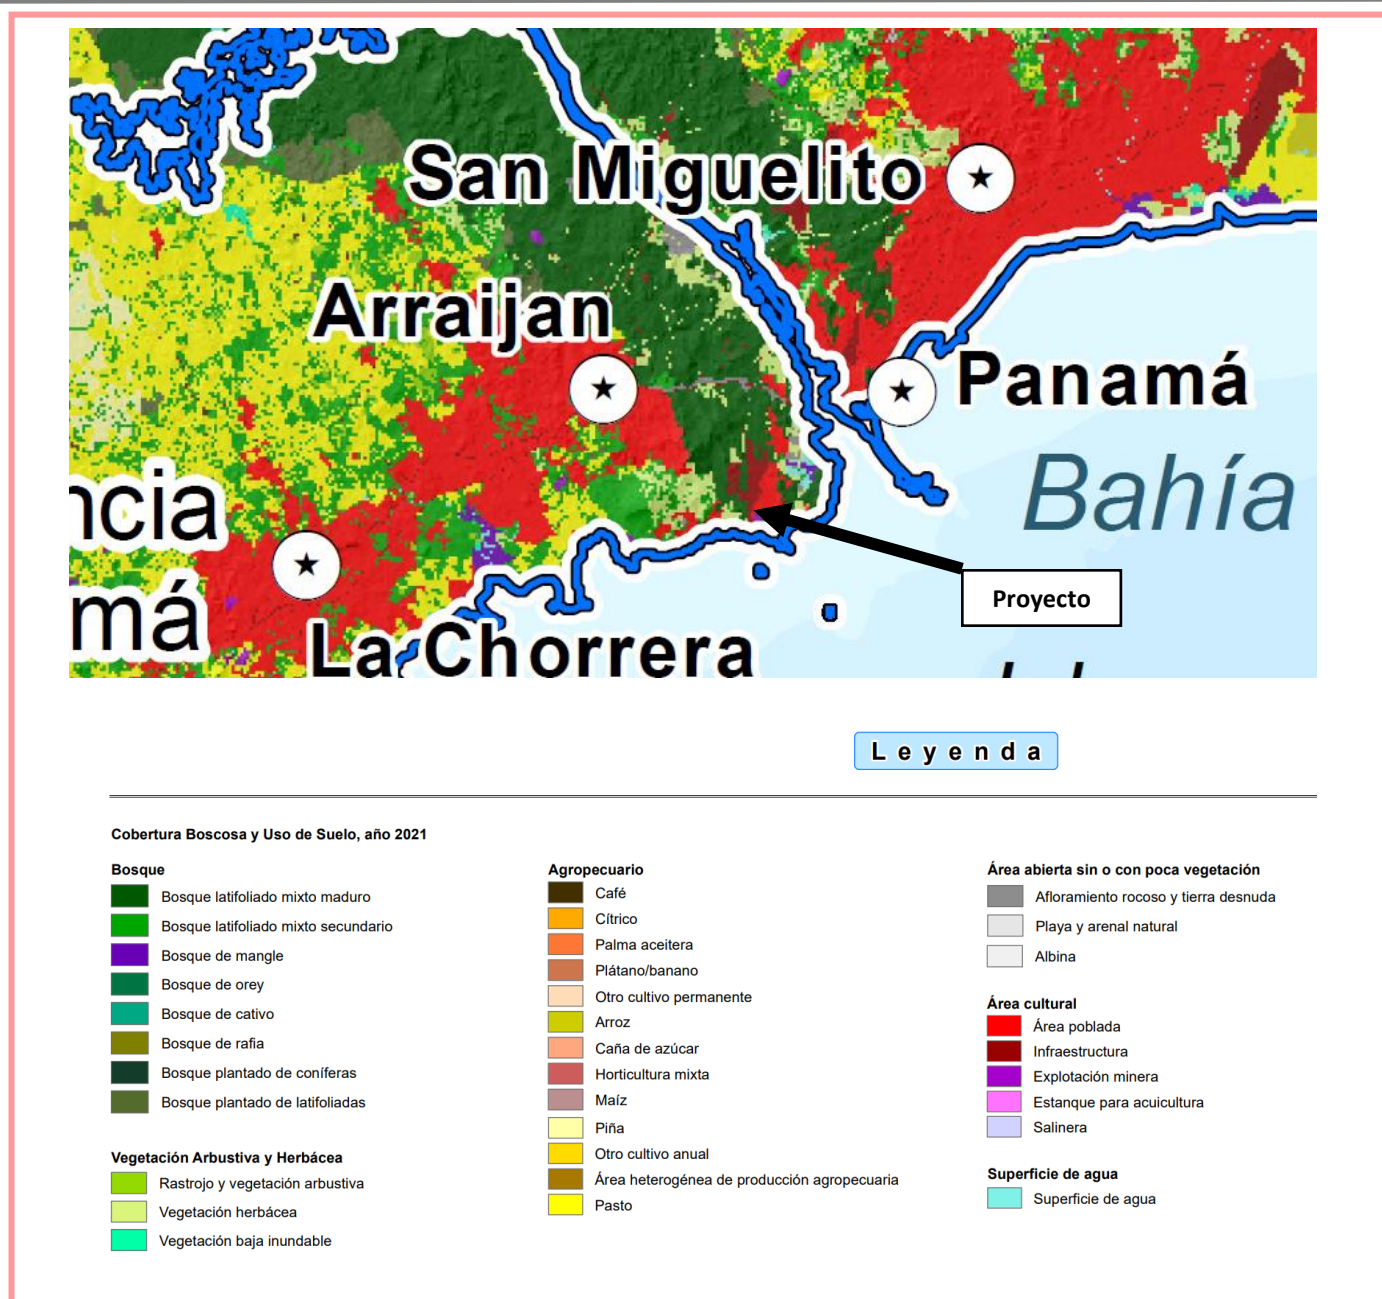 San Miguelito
Arraijan
Panamá
ncia
Bahía
má
Proyecto
La Chorrera
Leyenda
Cobertura Boscosa y Uso de Suelo, año 2021
Bosque
Bosque latifoliado mixto maduro
Bosque latifoliado mixto secundario
Bosque de mangle
Bosque de orey
Bosque de cativo
Bosque de rafia
Bosque plantado de coníferas
Bosque plantado de latifoliadas
Vegetación Arbustiva y Herbácea
Rastrojo y vegetación arbustiva
Vegetación herbácea
Vegetación baja inundable
Agropecuario
Café
Cítrico
Palma aceitera
Plátano/banano
Otro cultivo permanente
Arroz
Caña de azúcar
Horticultura mixta
Maíz
Piña
Otro cultivo anual
Área heterogénea de producción agropecuaria
Pasto
Área abierta sin o con poca vegetación
Afloramiento rocoso y tierra desnuda
Playa y arenal natural
Albina
Área cultural
Área poblada
Infraestructura
Explotación minera
Estanque para acuicultura
Salinera
Superficie de agua
Superficie de agua